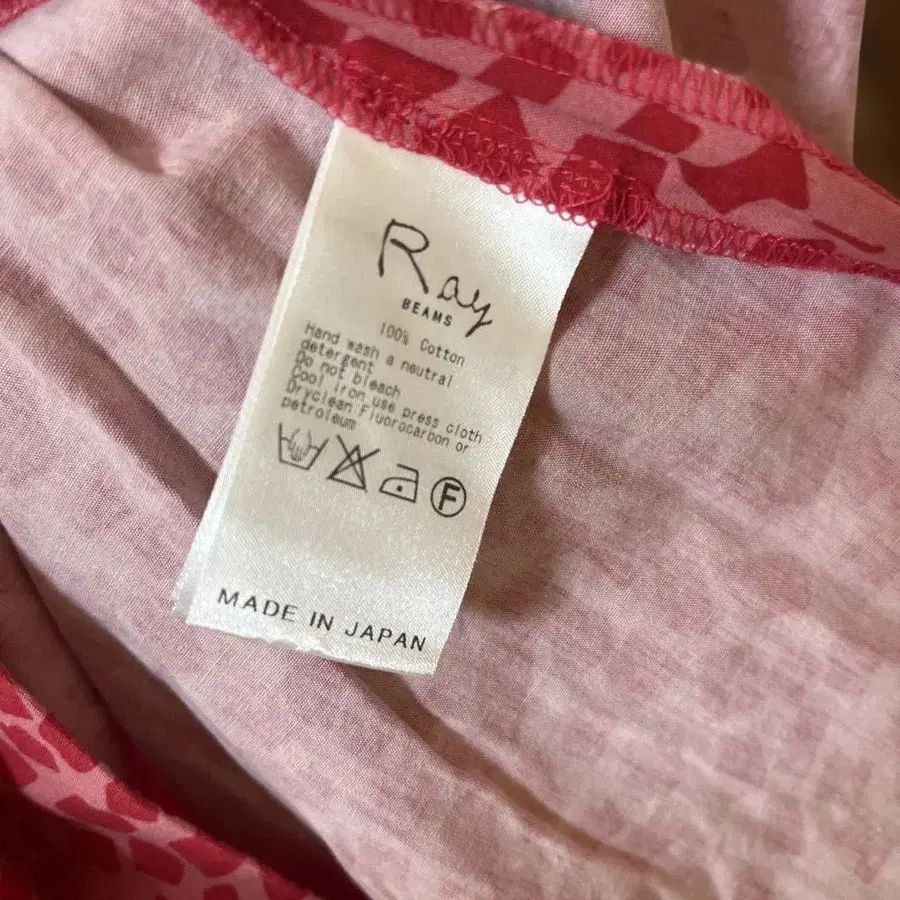 Ray
BEAMS
100% Cotton
Hand wash a neutral
detergent
Do not bleach
Cool iron use press cloth
Dryclean Fluorocarbon or
petroleum
F
MADE IN JAPAN